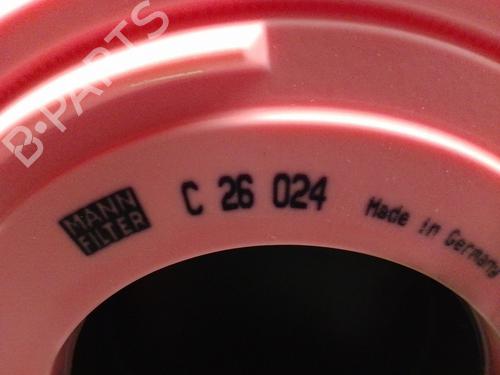 B-PARTS
MANN
FILTER
C 26 024
Made in Germany